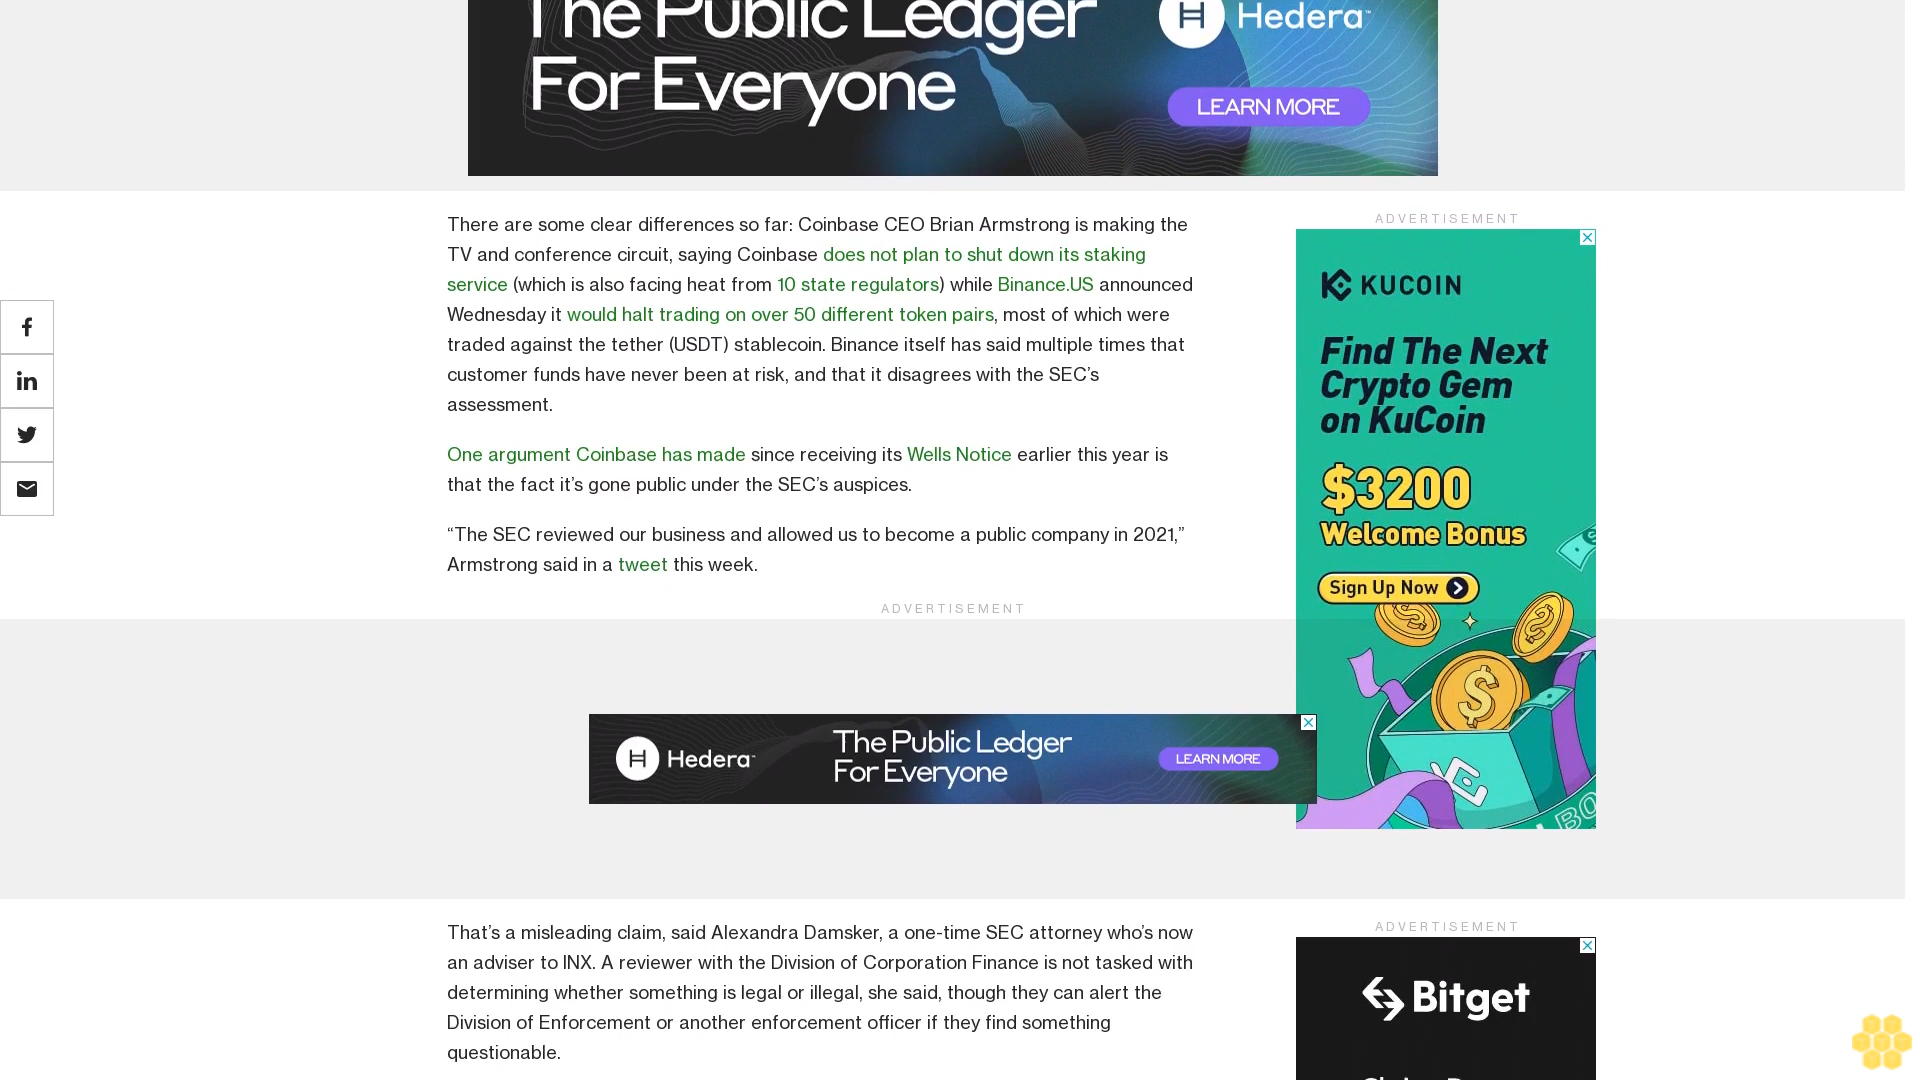 The Public Ledger
For Everyone
Hedera™
LEARN MORE
There are some clear differences so far: Coinbase CEO Brian Armstrong is making the
TV and conference circuit, saying Coinbase does not plan to shut down its staking
service (which is also facing heat from 10 state regulators) while Binance.US announced
Wednesday it would halt trading on over 50 different token pairs, most of which were
traded against the tether (USDT) stablecoin. Binance itself has said multiple times that
customer funds have never been at risk, and that it disagrees with the SEC’s
assessment.
One argument Coinbase has made since receiving its Wells Notice earlier this year is
that the fact it’s gone public under the SEC’s auspices.
“The SEC reviewed our business and allowed us to become a public company in 2021,”
Armstrong said in a tweet this week.
ADVERTISEMENT
KUCOIN
Find The Next
Crypto Gem
on KuCoin
$3200
Welcome Bonus
Sign Up Now
ADVERTISEMENT
Hedera™
The Public Ledger
For Everyone
LEARN MORE
That’s a misleading claim, said Alexandra Damsker, a one-time SEC attorney who’s now
an adviser to INX. A reviewer with the Division of Corporation Finance is not tasked with
determining whether something is legal or illegal, she said, though they can alert the
Division of Enforcement or another enforcement officer if they find something
questionable.
ADVERTISEMENT
Bitget